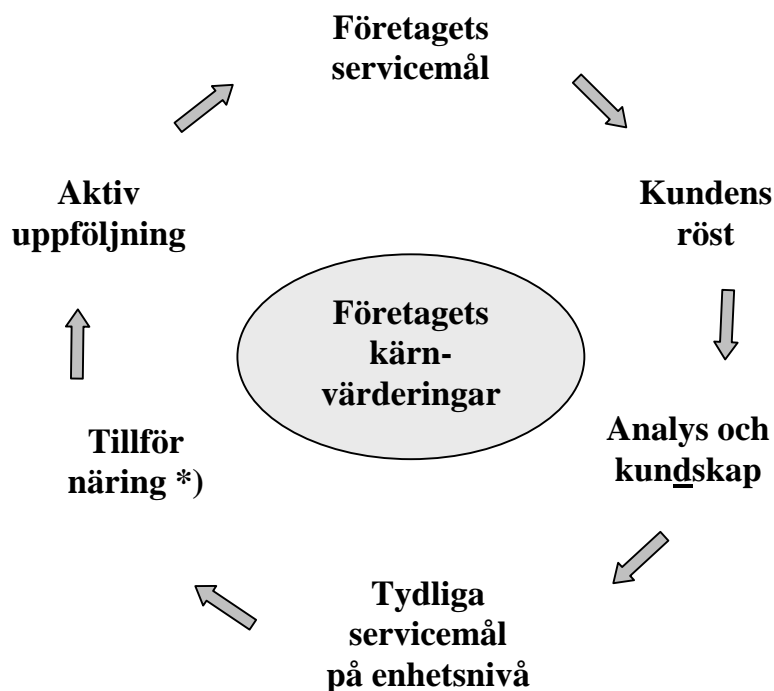 Företagets
servicemål
Kundens
röst
Analys och
kundskap
Tydliga
servicemål
på enhetsnivå
Tillför
näring *)
Aktiv
uppföljning
Företagets
kärn-
värderingar